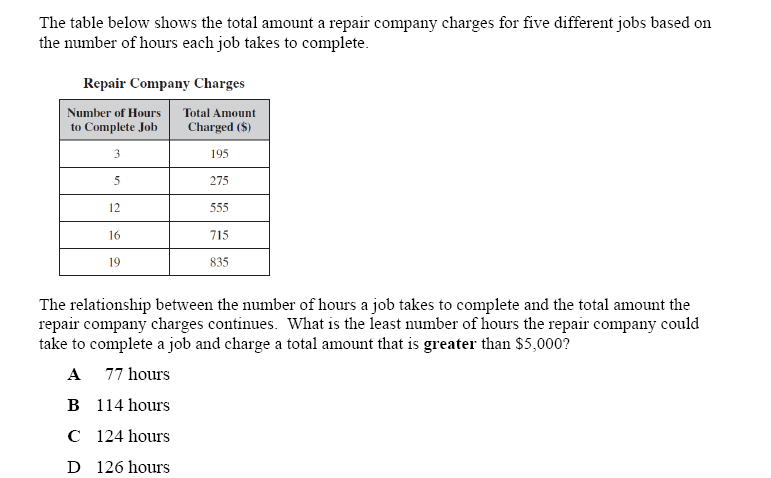 The table below shows the total amount a repair company charges for five different jobs based on
the number of hours each job takes to complete.
Repair Company Charges
Number of Hours to Complete Job Total Amount Charged ($)
3 195
5 275
12 555
16 715
19 835
The relationship between the number of hours a job takes to complete and the total amount the
repair company charges continues. What is the least number of hours the repair company could
take to complete a job and charge a total amount that is greater than $5,000?
A 77 hours
B 114 hours
C 124 hours
D 126 hours